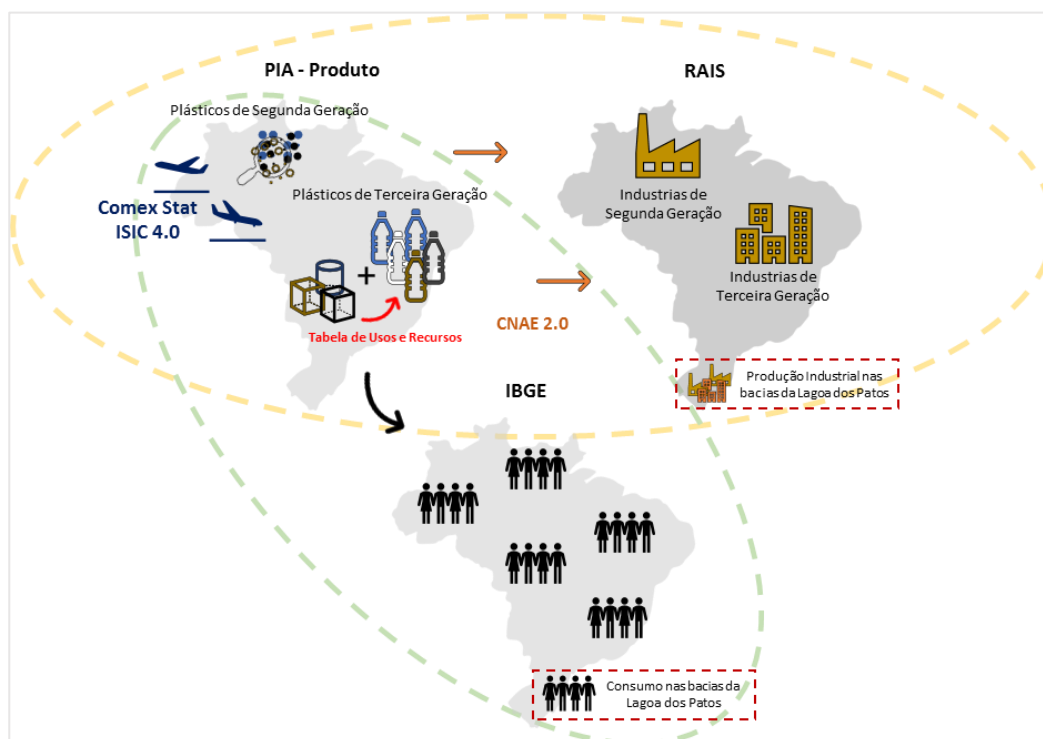 PIA - Produto
Plásticos de Segunda Geração
Comex Stat
ISIC 4.0
Plásticos de Terceira Geração
Tabela de Usos e Recursos
RAIS
Industrias de
Segunda Geração
Industrias de
Terceira Geração
CNAE 2.0
Produção Industrial nas
bacias da Lagoa dos Patos
IBGE
Consumo nas bacias da
Lagoa dos Patos